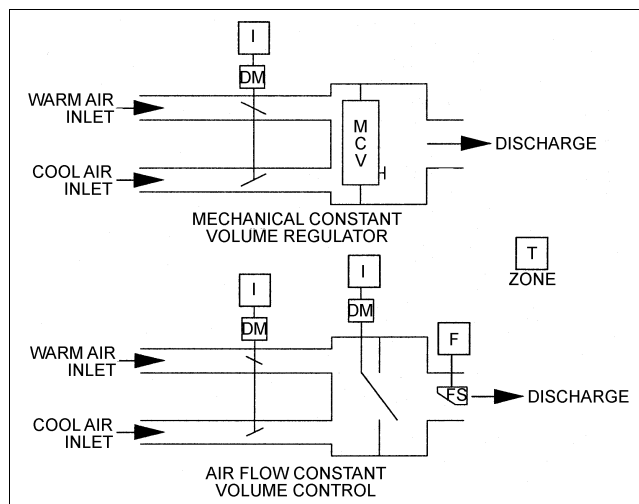 I
DM
WARM AIR
INLET
M
C
V
DISCHARGE
COOL AIR
INLET
MECHANICAL CONSTANT
VOLUME REGULATOR
T
ZONE
I
I
DM
DM
F
WARM AIR
INLET
FS
DISCHARGE
COOL AIR
INLET
AIR FLOW CONSTANT
VOLUME CONTROL